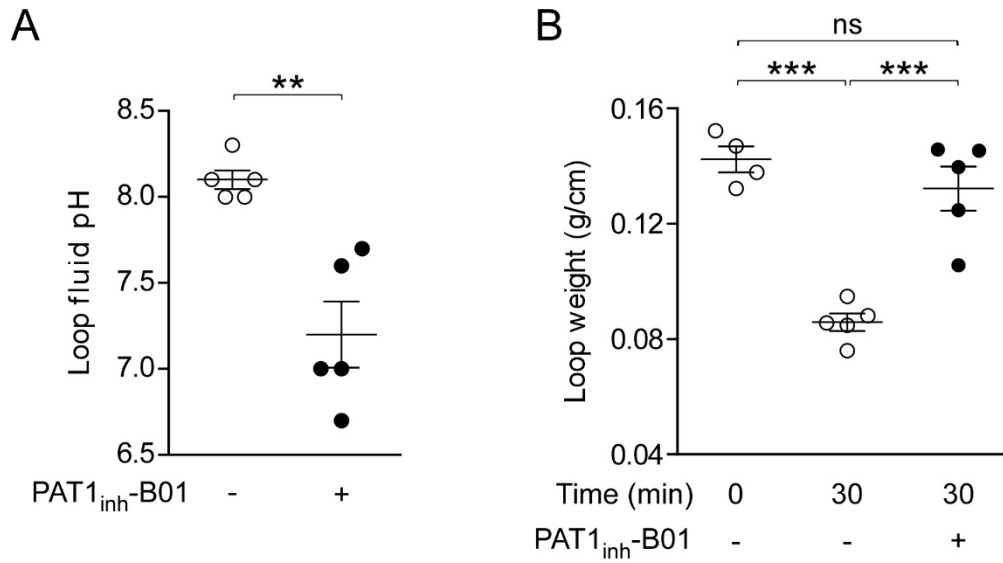 A
**
Loop fluid pH
8.5
8.0
7.5
7.0
6.5
PAT1inh-B01 - +
B
ns
*** ***
Loop weight (g/cm)
0.16
0.12
0.08
0.04
Time (min) 0 30 30
PAT1inh-B01 - - +